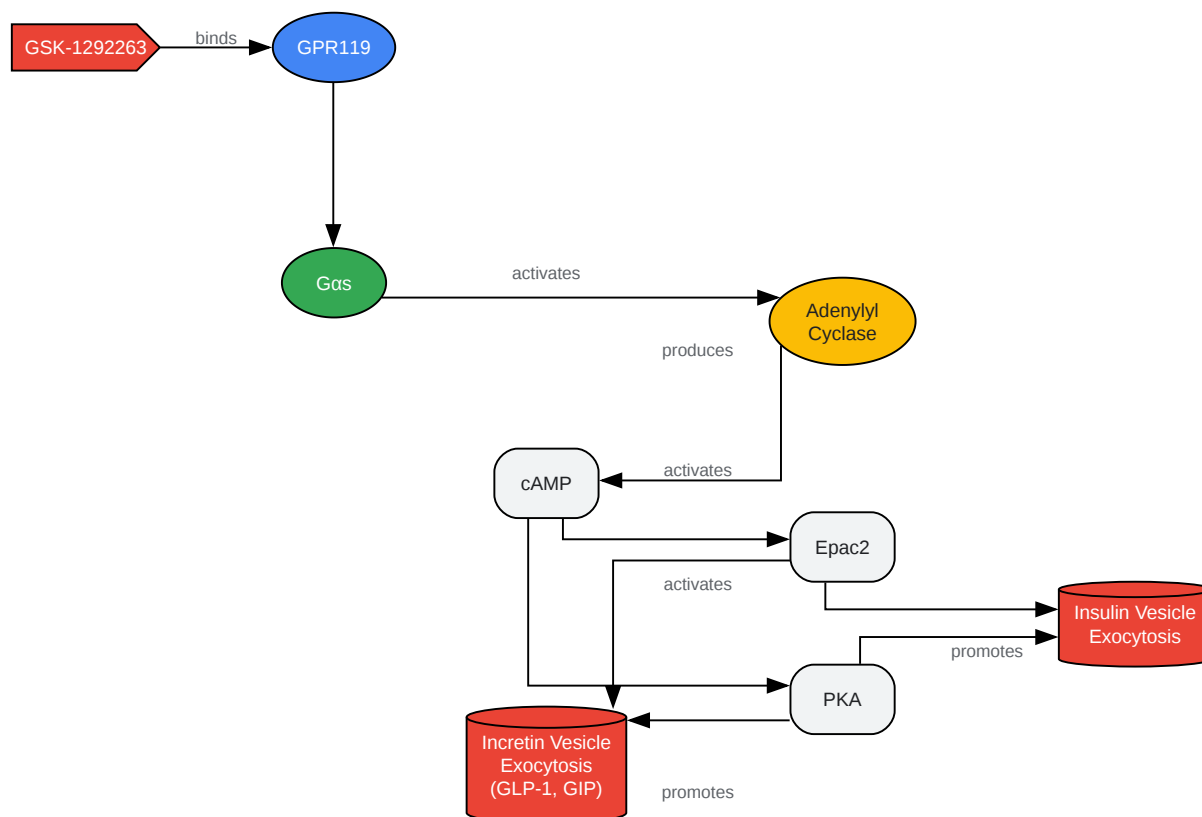 GSK-1292263
binds
GPR119
Gαs
activates
Adenylyl
Cyclase
produces
activates
cAMP
Epac2
activates
Insulin Vesicle
Exocytosis
promotes
PKA
Incretin Vesicle
Exocytosis
(GLP-1, GIP)
promotes